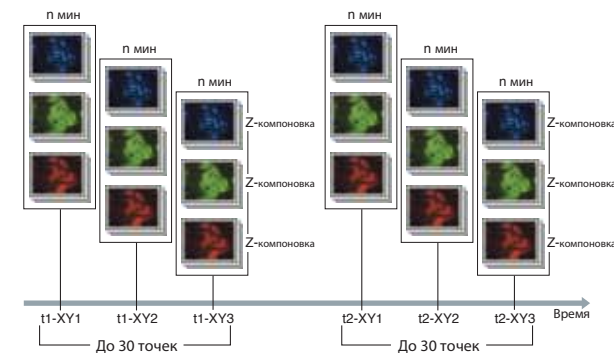 n мин
n мин
n мин
Z-компоновка
Z-компоновка
Z-компоновка
n мин
n мин
n мин
Z-компоновка
Z-компоновка
Z-компоновка
t1-XY1
t1-XY2
t1-XY3
t2-XY1
t2-XY2
t2-XY3
Время
До 30 точек
До 30 точек